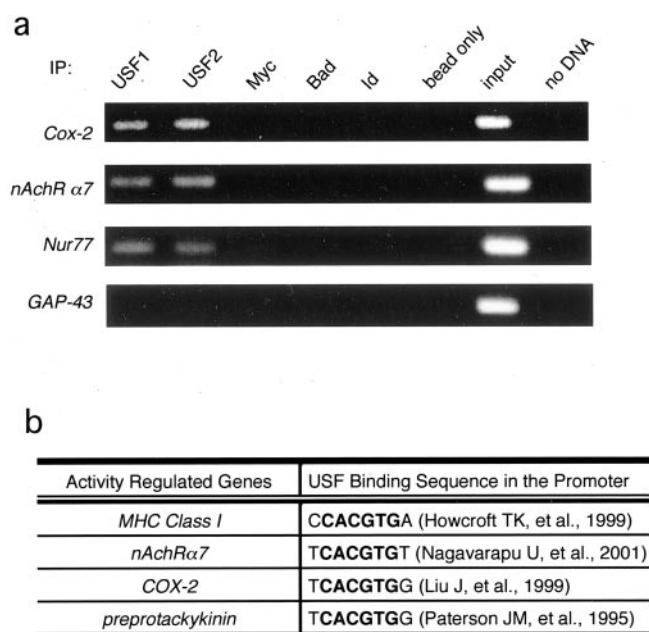 a
IP: USF1 USF2 Myc Bad Id bead only input no DNA
Cox-2
nAchR α7
Nur77
GAP-43
b
Activity Regulated Genes USF Binding Sequence in the Promoter
MHC Class I CCACGTGA (Howcroft TK, et al., 1999)
nAchRα7 TCACGTGT (Nagavarapu U, et al., 2001)
COX-2 TCACGTGG (Liu J, et al., 1999)
preprotackykinin TCACGTGG (Paterson JM, et al., 1995)